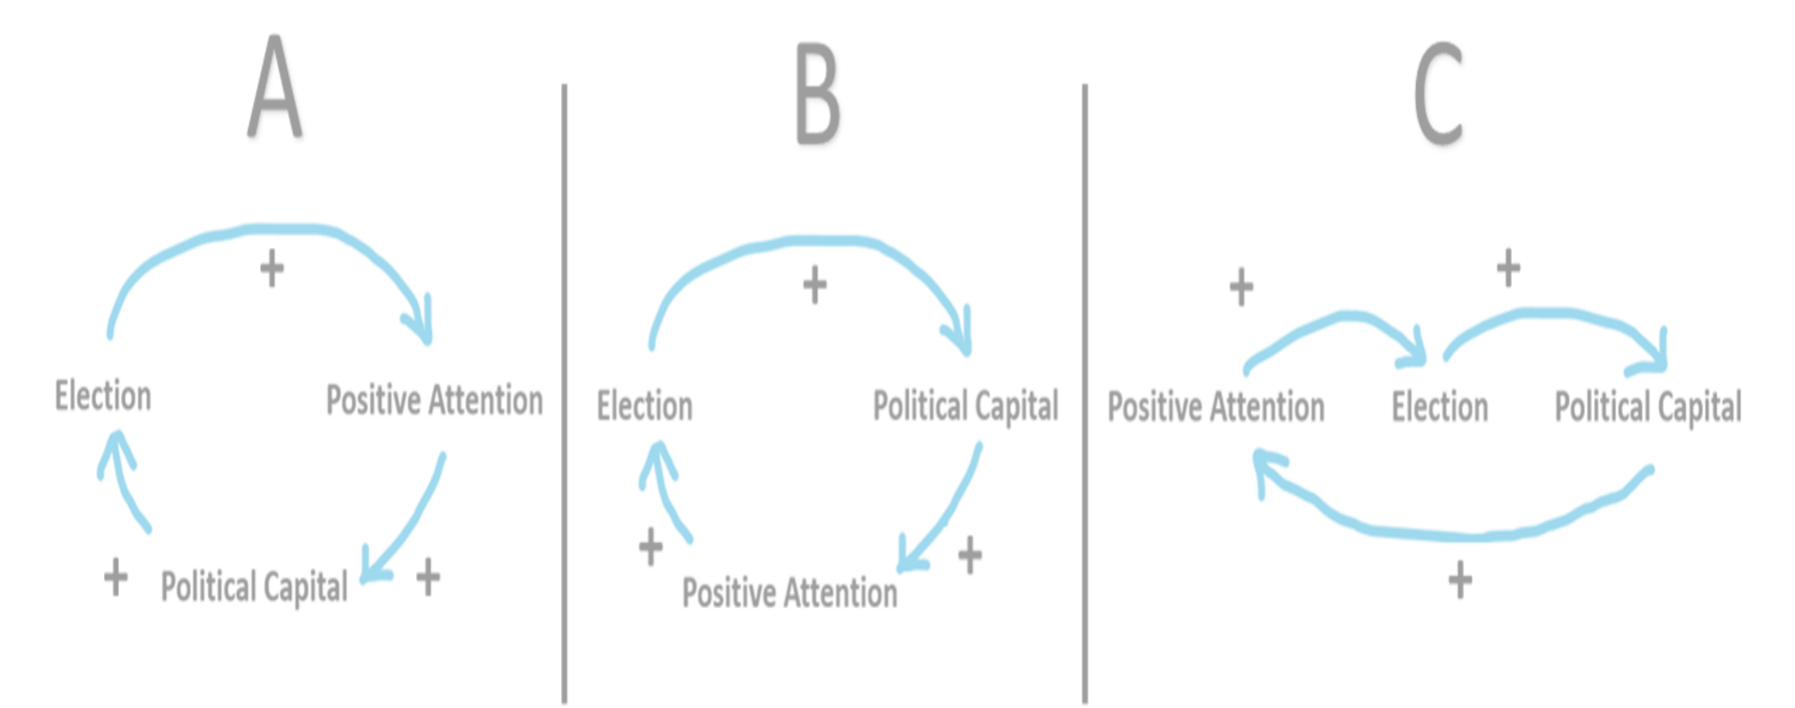 A
+
Election
Positive Attention
+
Political Capital
+
B
+
Election
Political Capital
+
+
Positive Attention
C
+
+
Positive Attention
Election
Political Capital
+